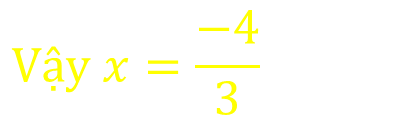 Vậy x = −4/3